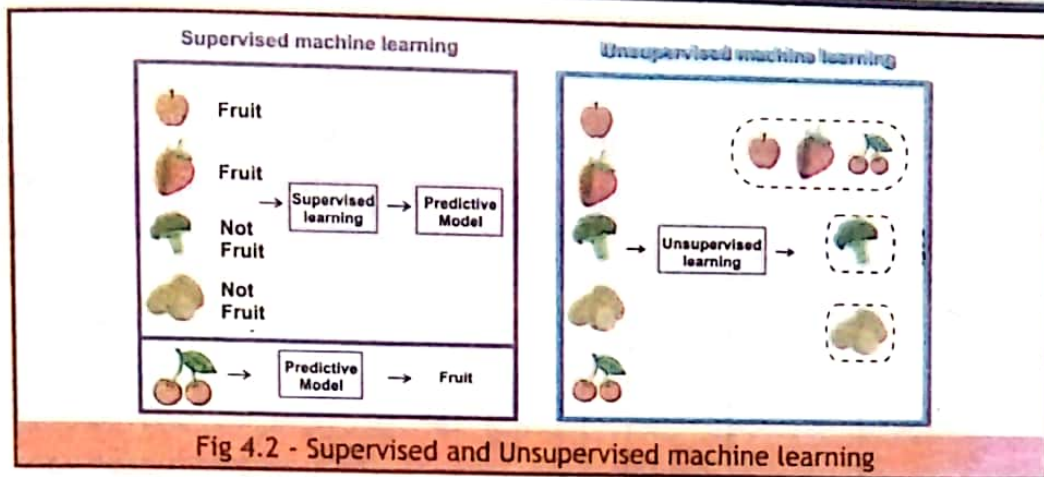 Supervised machine learning
Fruit
Fruit
Not
Fruit
Not
Fruit
Supervised
learning
Predictive
Model
Predictive
Model
Fruit
Unsupervised machine learning
Unsupervised
learning
Fig 4.2 - Supervised and Unsupervised machine learning